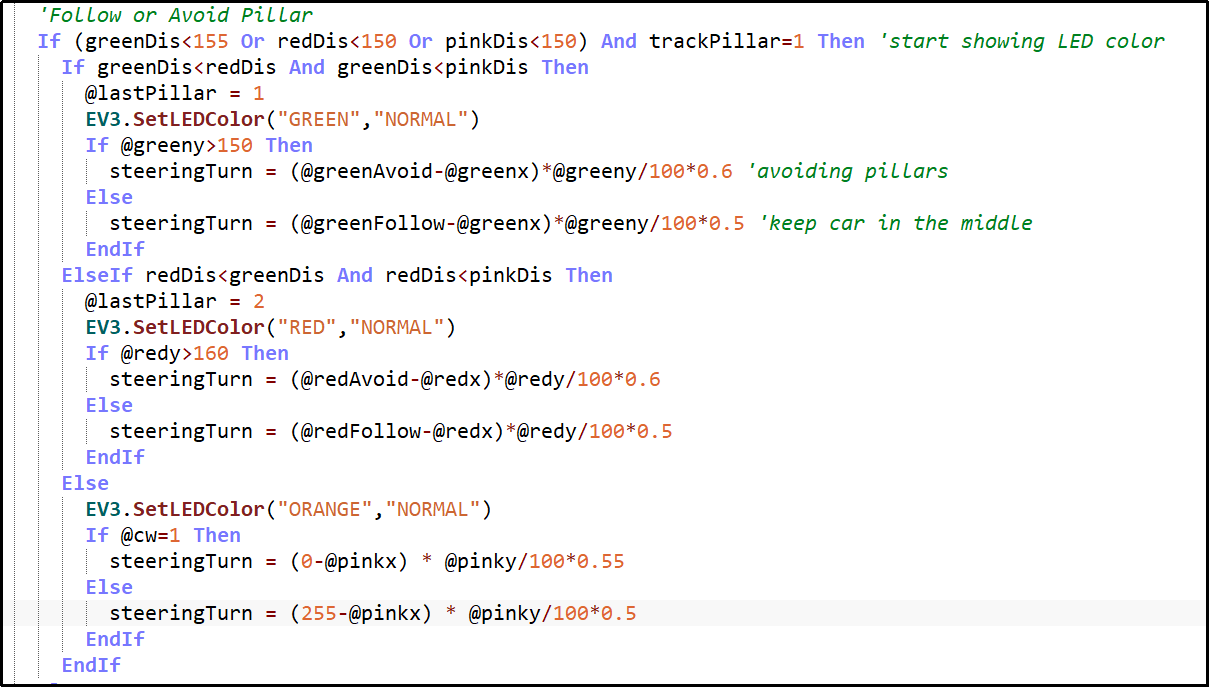 'Follow or Avoid Pillar
If (greenDis<155 Or redDis<150 Or pinkDis<150) And trackPillar=1 Then 'start showing LED color
If greenDis<redDis And greenDis<pinkDis Then
@lastPillar = 1
EV3.SetLEDColor("GREEN","NORMAL")
If @greeny>150 Then
steeringTurn = (@greenAvoid-@greenx)*@greeny/100*0.6 'avoiding pillars
Else
steeringTurn = (@greenFollow-@greenx)*@greeny/100*0.5 'keep car in the middle
EndIf
ElseIf redDis<greenDis And redDis<pinkDis Then
@lastPillar = 2
EV3.SetLEDColor("RED","NORMAL")
If @redy>160 Then
steeringTurn = (@redAvoid-@redx)*@redy/100*0.6
Else
steeringTurn = (@redFollow-@redx)*@redy/100*0.5
EndIf
Else
EV3.SetLEDColor("ORANGE","NORMAL")
If @cw=1 Then
steeringTurn = (0-@pinkx) * @pinky/100*0.55
Else
steeringTurn = (255-@pinkx) * @pinky/100*0.5
EndIf
EndIf